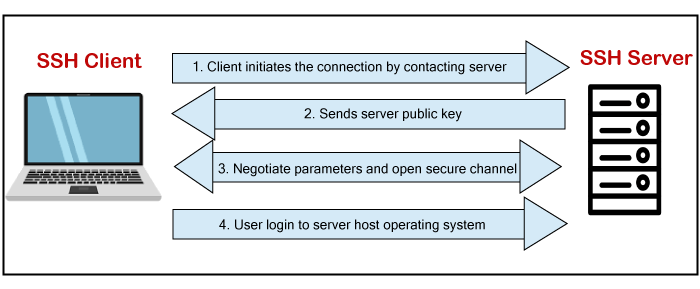 SSH Client
SSH Server
1. Client initiates the connection by contacting server
2. Sends server public key
3. Negotiate parameters and open secure channel
4. User login to server host operating system